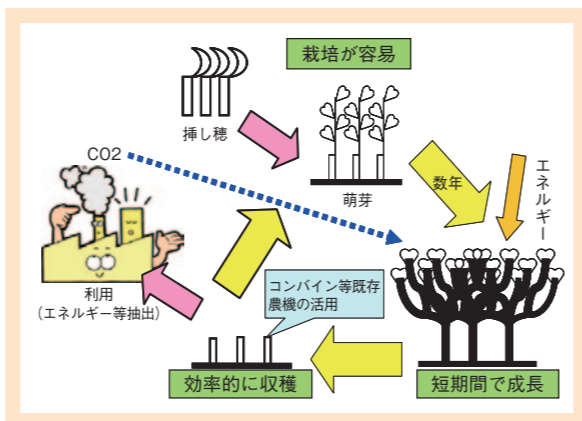 栽培が容易
挿し穂
CO2
萌芽
数年
エネルギー
利用
（エネルギー等抽出）
コンバイン等既存
農機の活用
効率的に収穫
短期間で成長